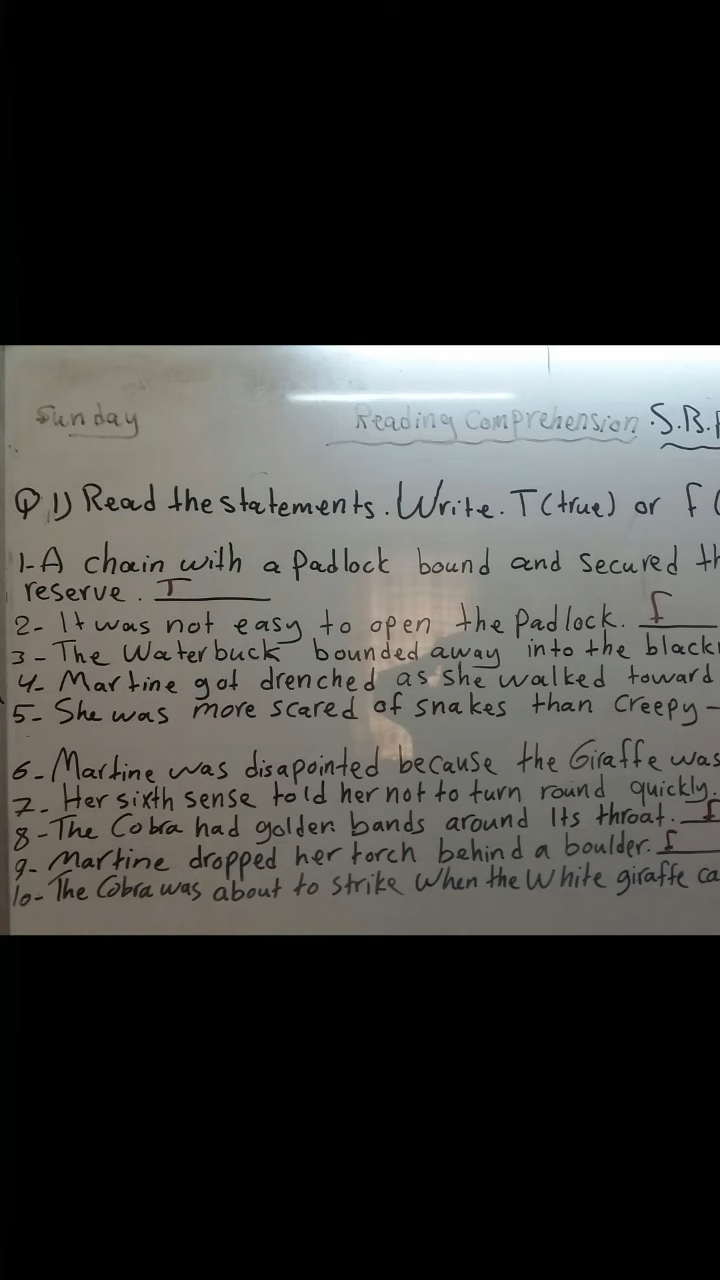 Sunday
Reading Comprehension. S.B.
Q1) Read the statements. Write. T(true) or f (
1-A chain with a Padlock bound and secured th
reserve. T
2- It was not easy to open the Padlock. f
3- The Waterbuck bounded away into the black
4- Martine got drenched as she walked toward
5- She was more scared of snakes than Creepy-
6- Martine was disapointed because the Giraffe was
7- Her sixth sense told her not to turn round quickly.
8-The Cobra had golden bands around Its throat. f
9- Martine dropped her torch behind a boulder. f
10- The Cobra was about to strike When the White giraffe ca